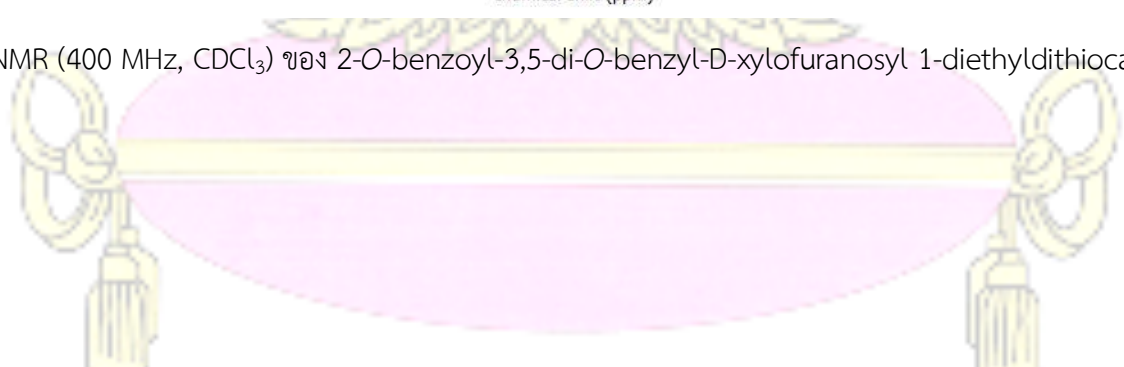 NMR (400 MHz, CDCl₃) ของ 2-O-benzoyl-3,5-di-O-benzyl-D-xylofuranosyl 1-diethyldithioca